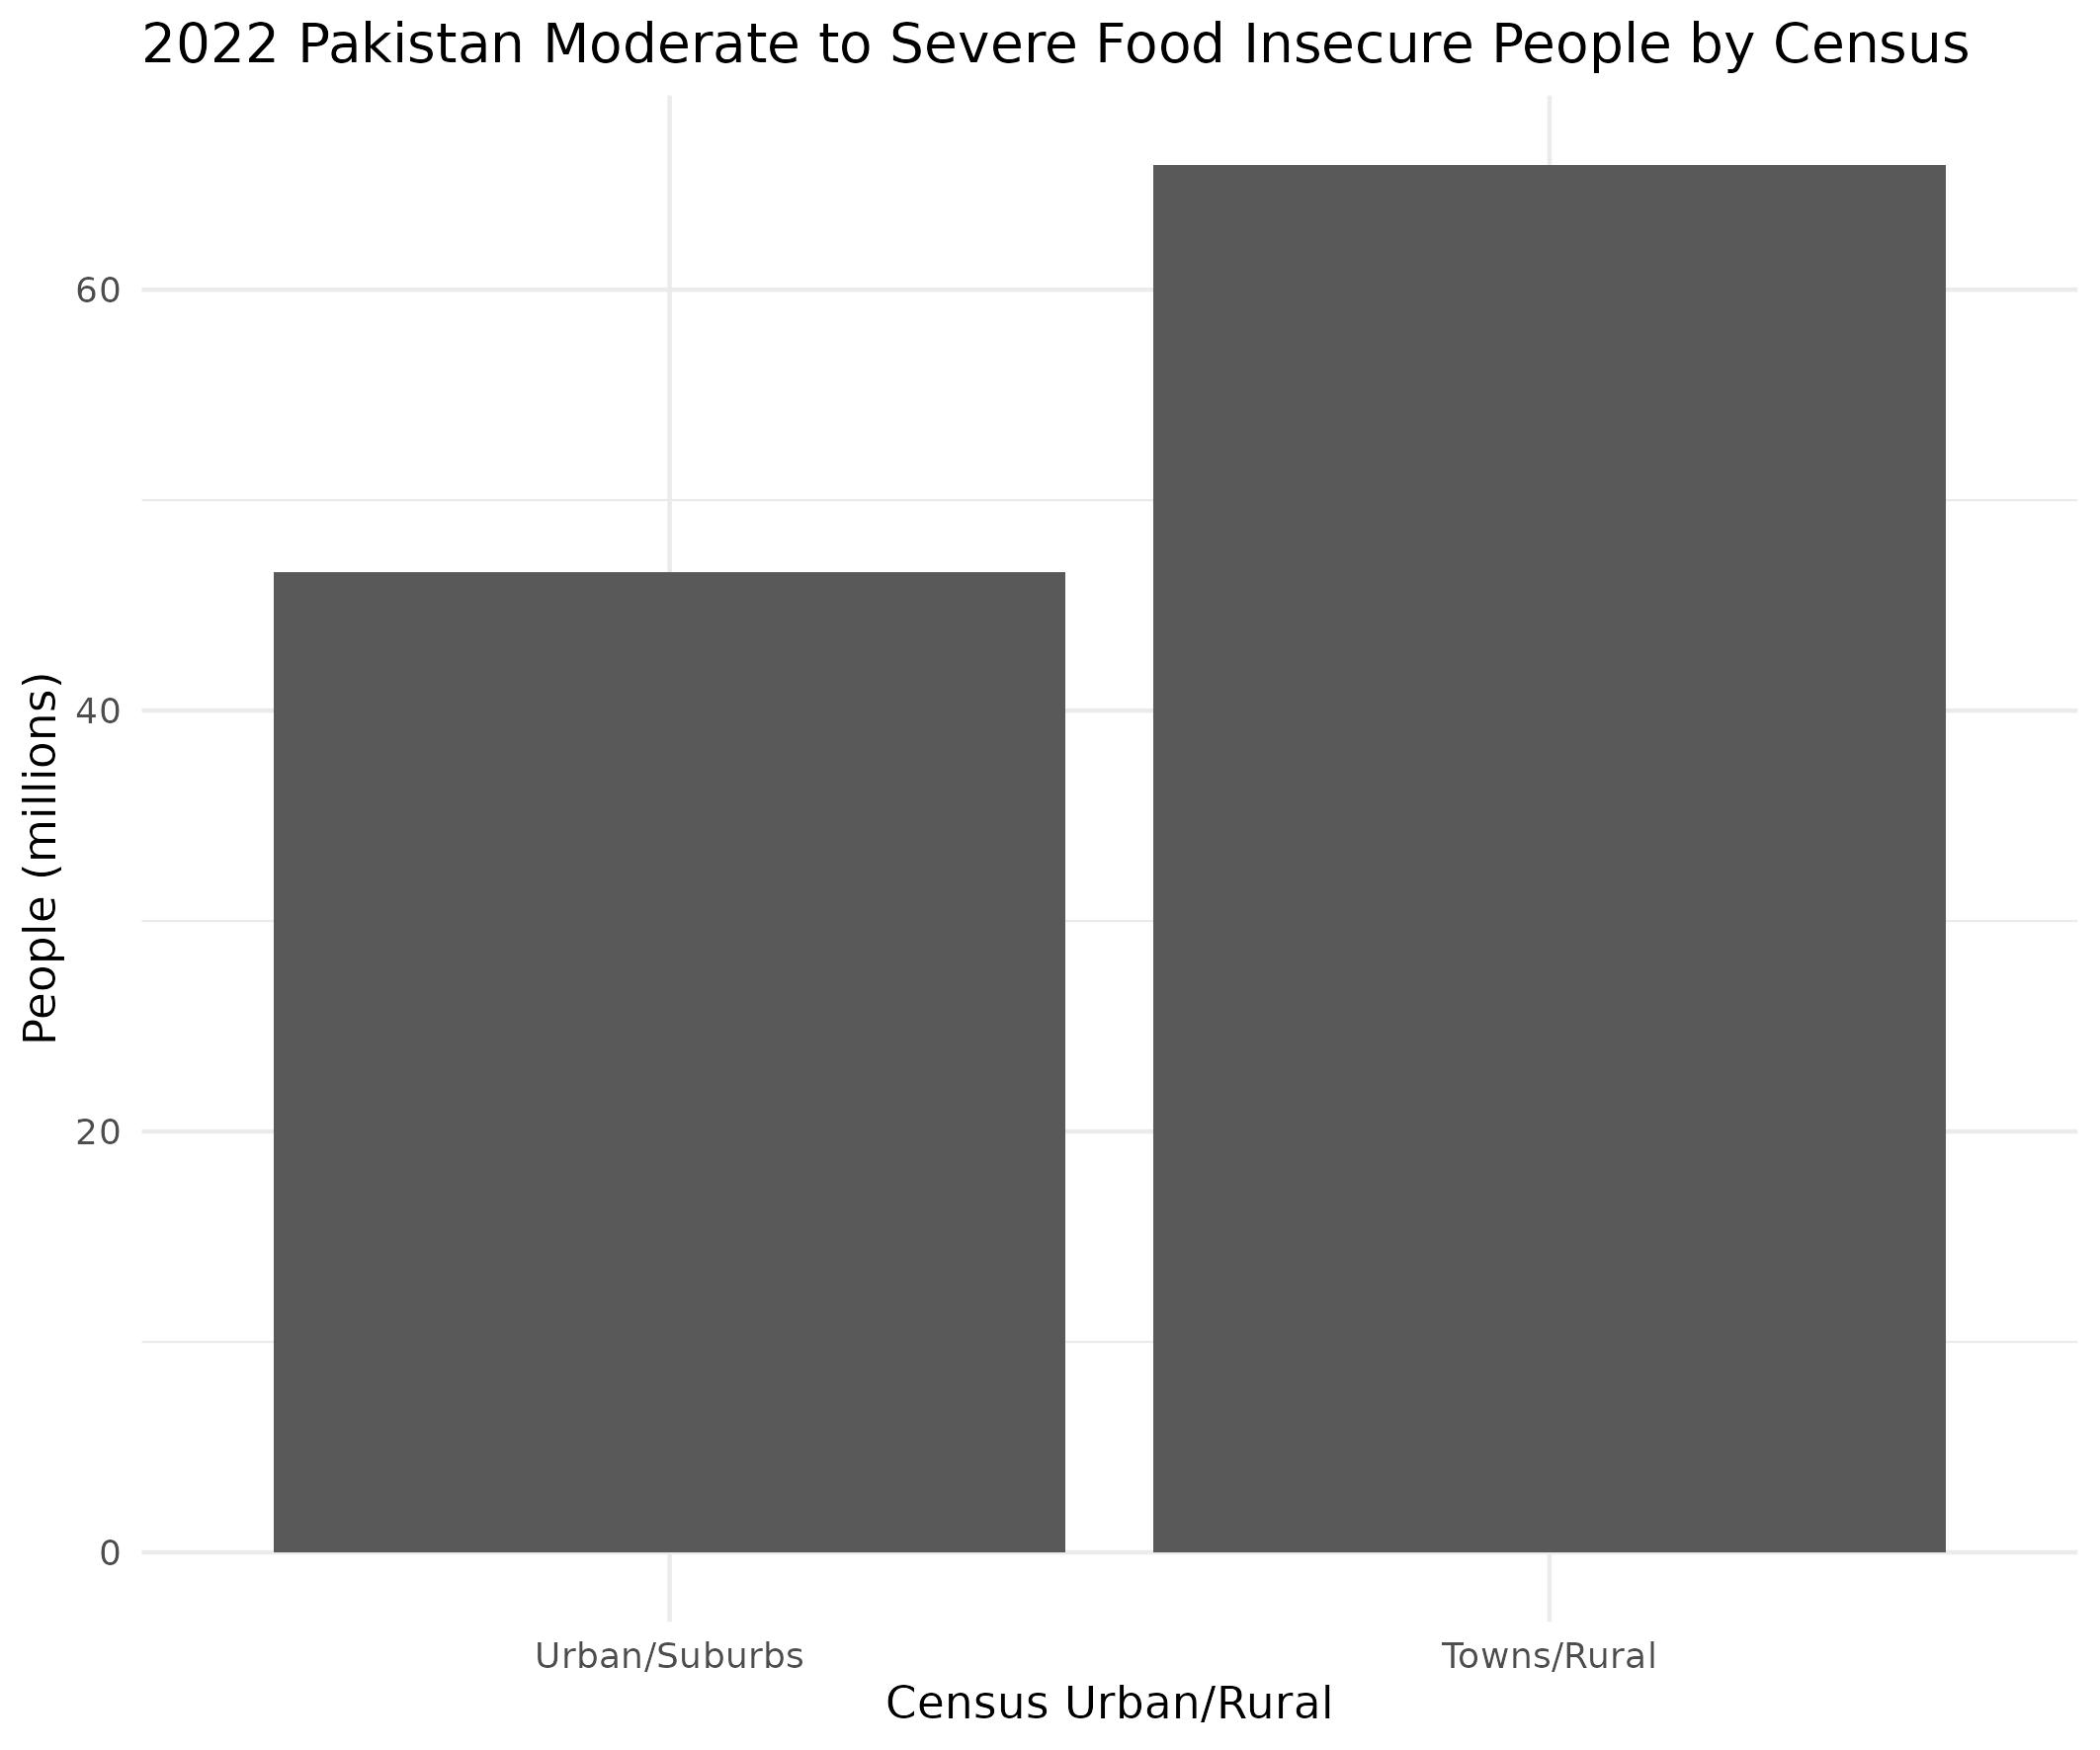 2022 Pakistan Moderate to Severe Food Insecure People by Census
People (millions)
60
40
20
0
Urban/Suburbs
Towns/Rural
Census Urban/Rural